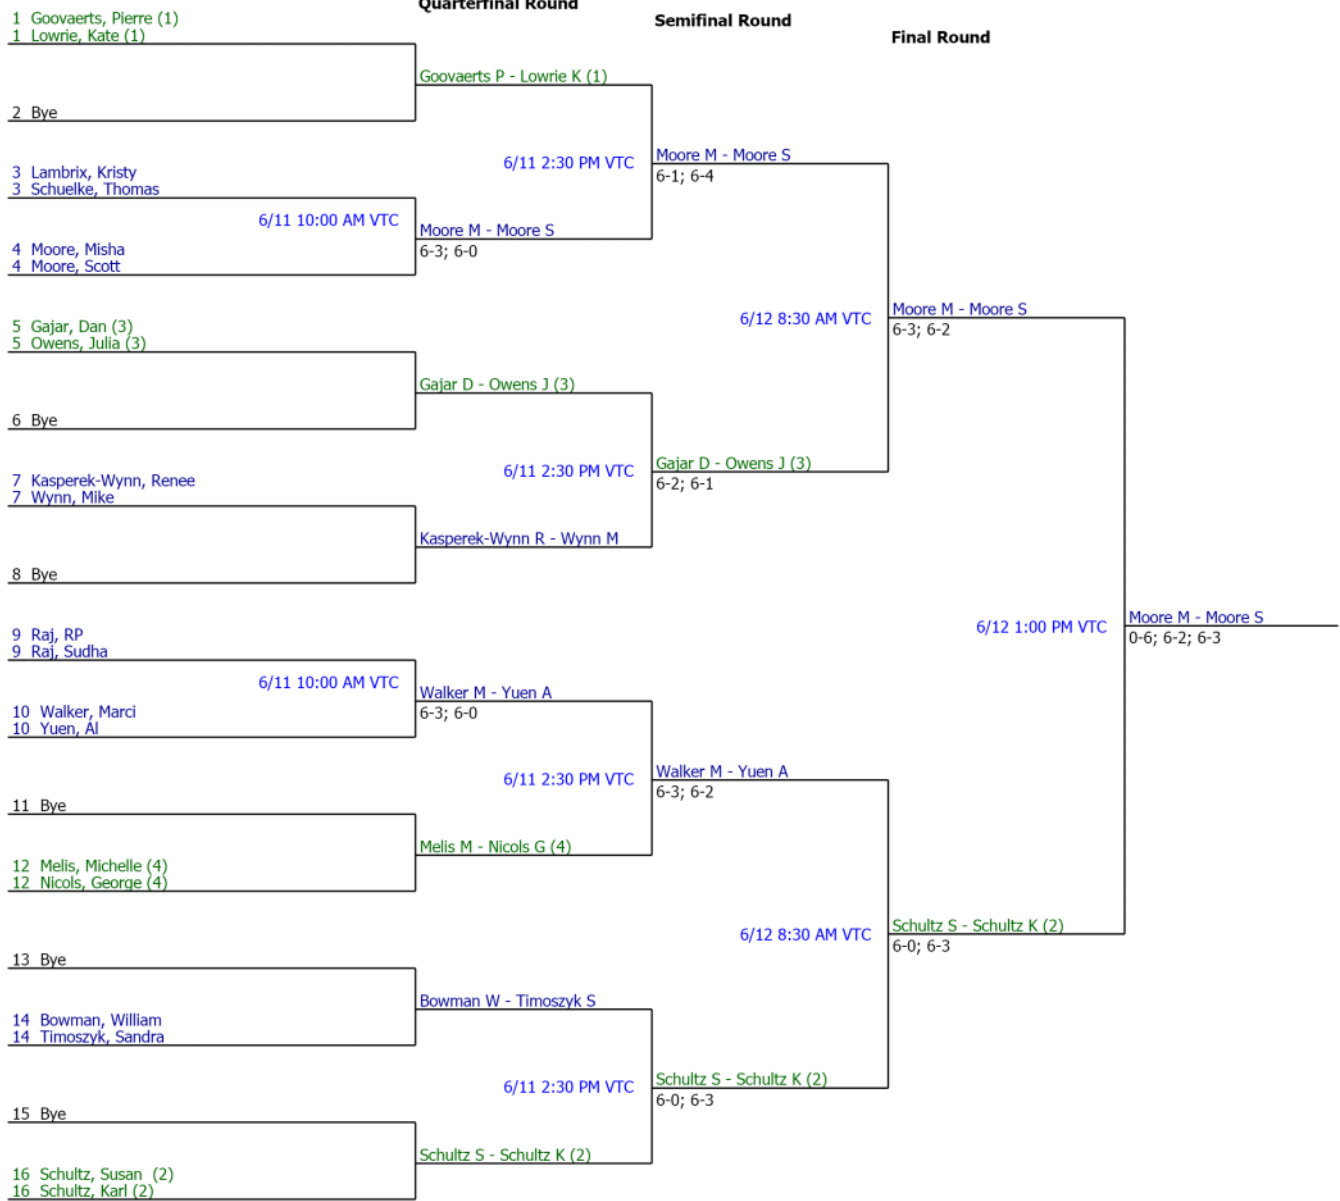 Quarterfinal Round
Semifinal Round
Final Round
1 Goovaerts, Pierre (1)
1 Lowrie, Kate (1)
Goovaerts P - Lowrie K (1)
2 Bye
6/11 2:30 PM VTC
Moore M - Moore S
6-1; 6-4
3 Lambrix, Kristy
3 Schuelke, Thomas
6/11 10:00 AM VTC
Moore M - Moore S
6-3; 6-0
4 Moore, Misha
4 Moore, Scott
6/12 8:30 AM VTC
Moore M - Moore S
6-3; 6-2
5 Gajar, Dan (3)
5 Owens, Julia (3)
Gajar D - Owens J (3)
6 Bye
6/11 2:30 PM VTC
Gajar D - Owens J (3)
6-2; 6-1
7 Kasperek-Wynn, Renee
7 Wynn, Mike
Kasperek-Wynn R - Wynn M
8 Bye
6/12 1:00 PM VTC
Moore M - Moore S
0-6; 6-2; 6-3
9 Raj, RP
9 Raj, Sudha
6/11 10:00 AM VTC
Walker M - Yuen A
6-3; 6-0
10 Walker, Marci
10 Yuen, Al
6/11 2:30 PM VTC
Walker M - Yuen A
6-3; 6-2
11 Bye
Melis M - Nicols G (4)
12 Melis, Michelle (4)
12 Nicols, George (4)
6/12 8:30 AM VTC
Schultz S - Schultz K (2)
6-0; 6-3
13 Bye
Bowman W - Timoszyk S
14 Bowman, William
14 Timoszyk, Sandra
6/11 2:30 PM VTC
Schultz S - Schultz K (2)
6-0; 6-3
15 Bye
Schultz S - Schultz K (2)
16 Schultz, Susan (2)
16 Schultz, Karl (2)